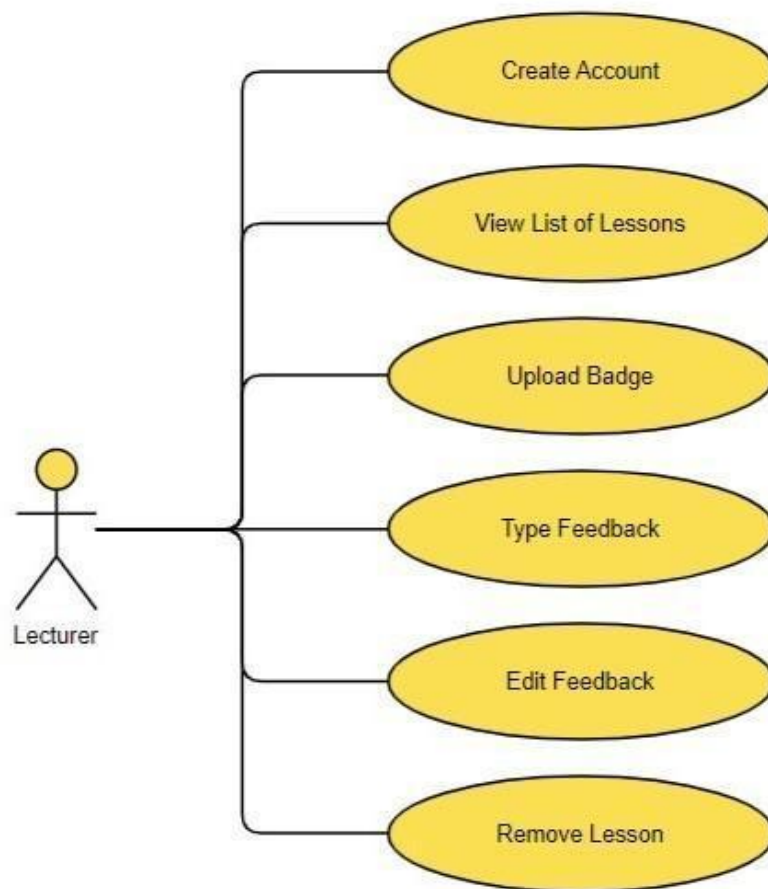 Create Account
View List of Lessons
Upload Badge
Type Feedback
Lecturer
Edit Feedback
Remove Lesson